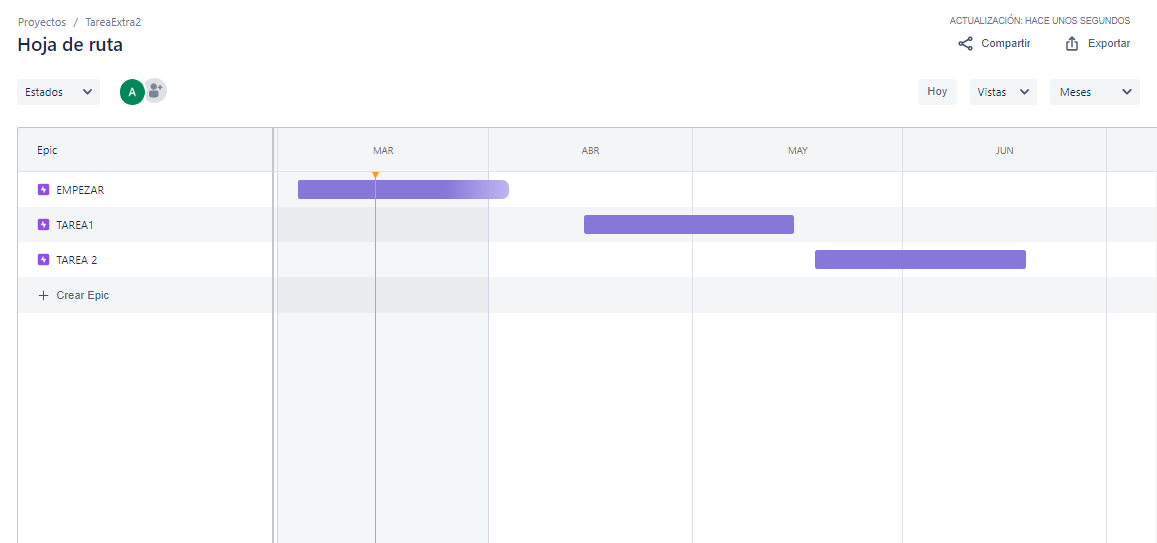 Proyectos / TareaExtra2
ACTUALIZACIÓN: HACE UNOS SEGUNDOS
Hoja de ruta
Compartir Exportar
Estados A Hoy Vistas Meses
Epic MAR ABR MAY JUN
EMPEZAR
TAREA1
TAREA 2
Crear Epic